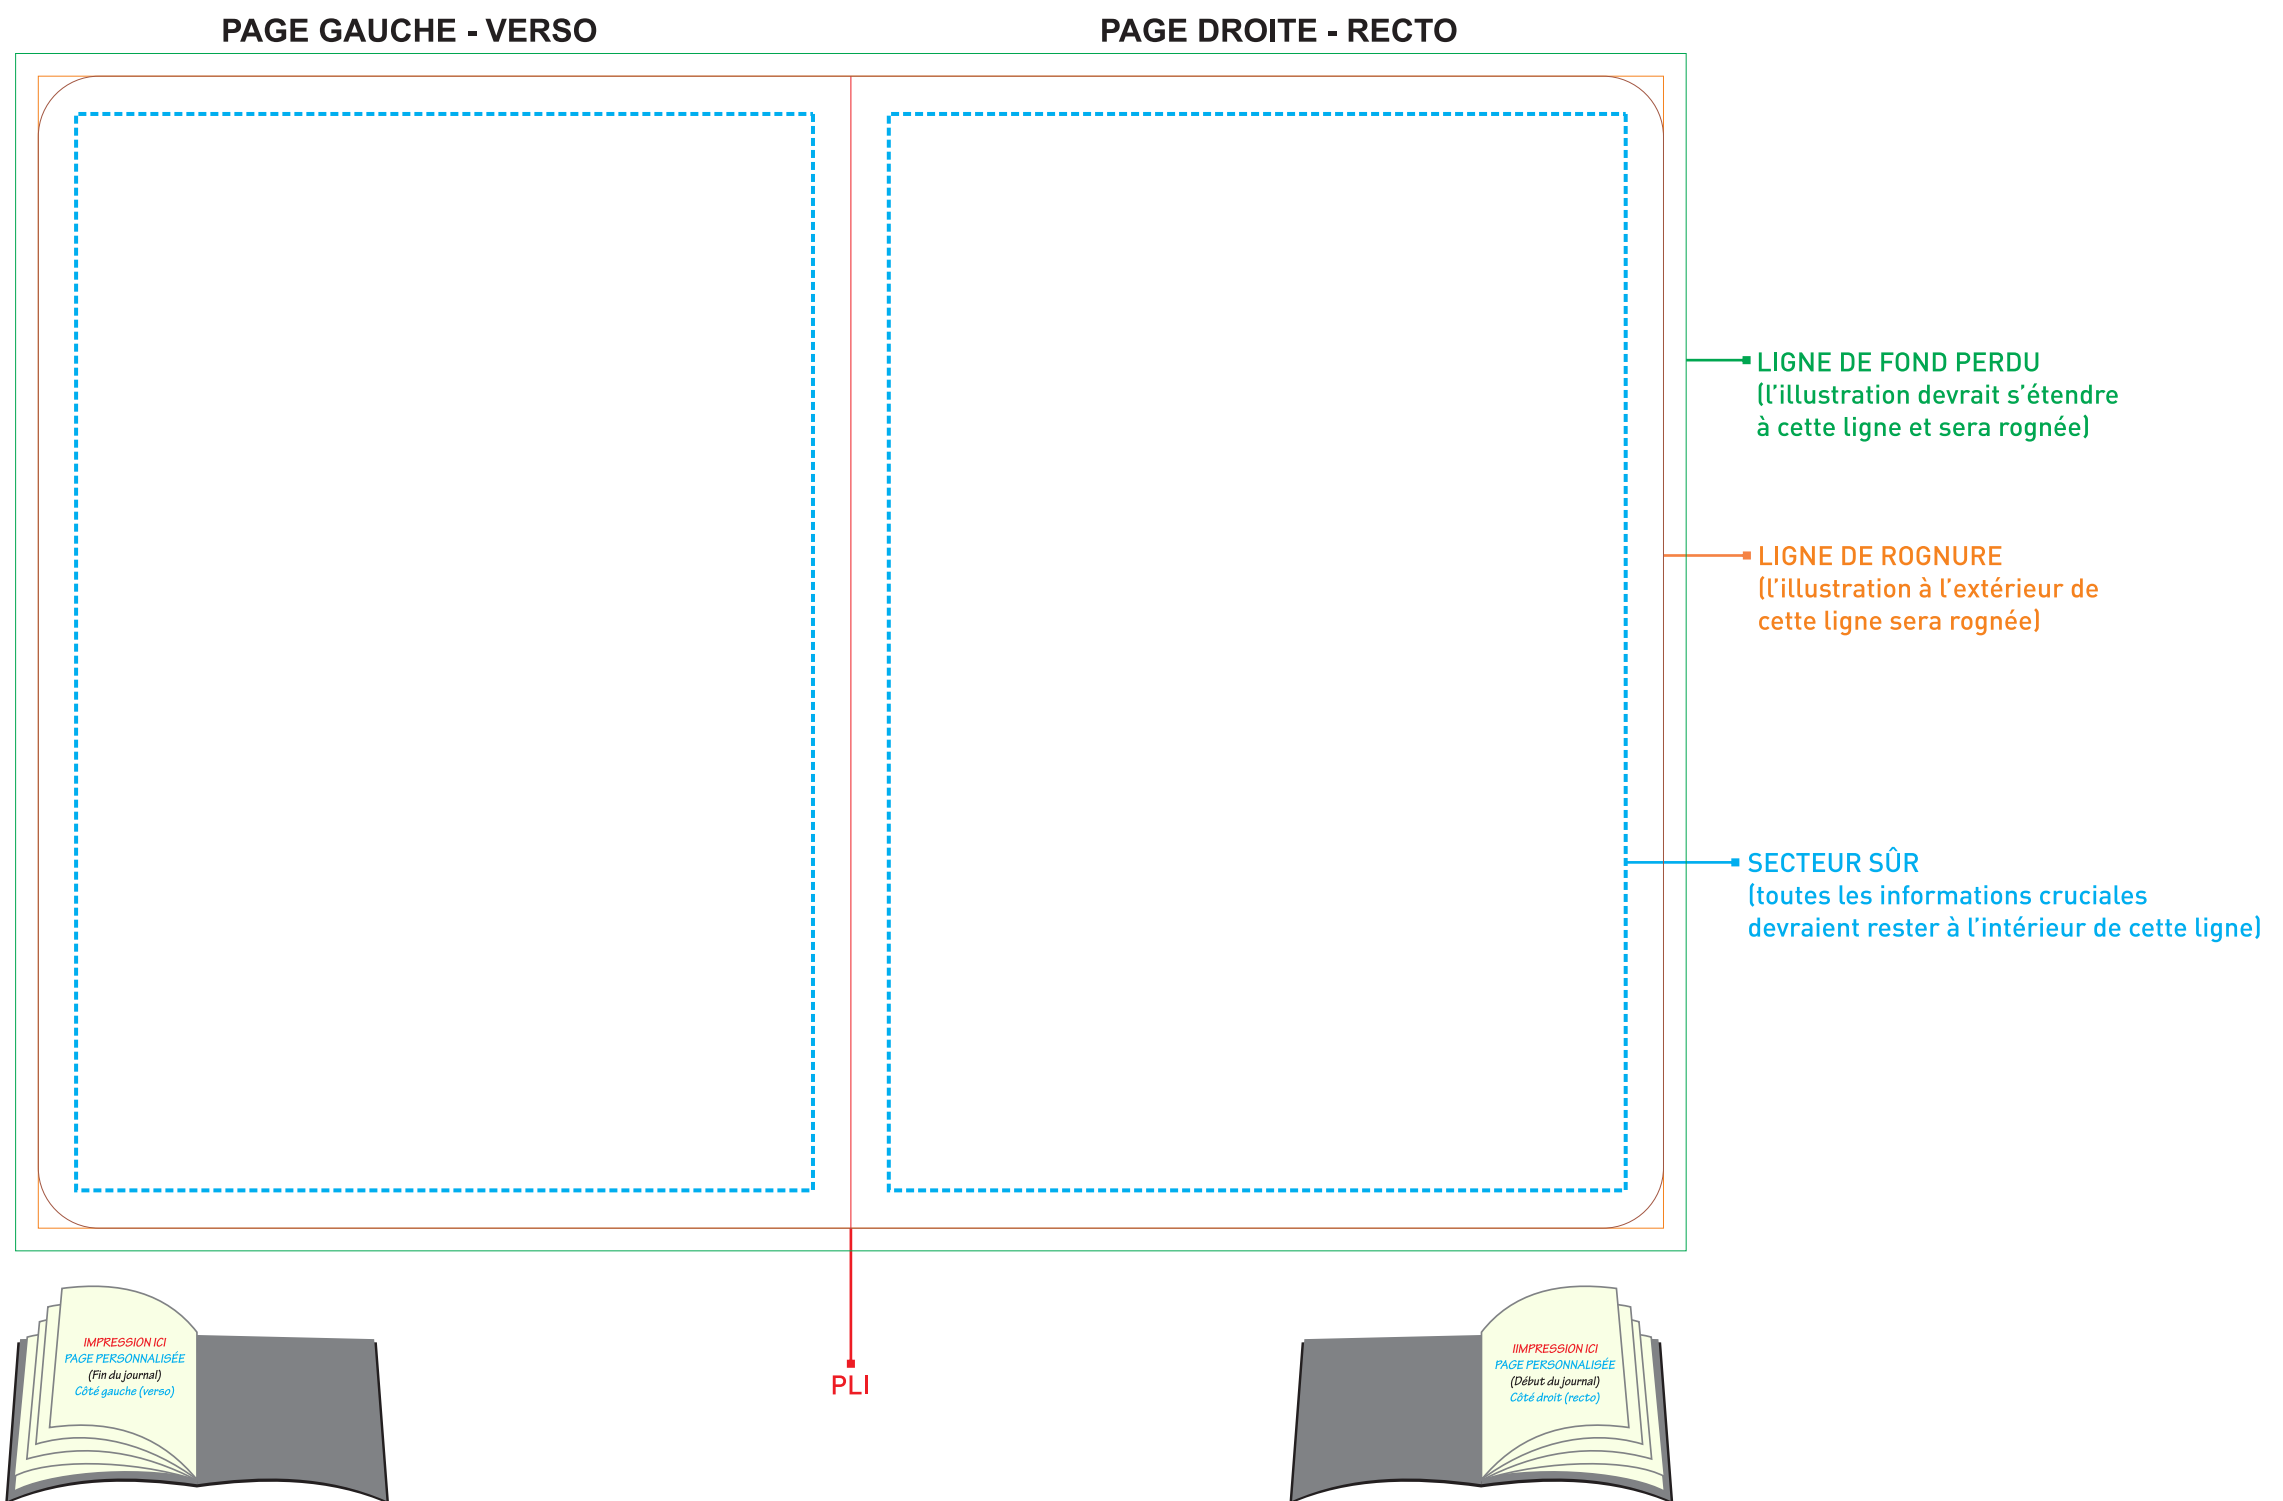 PAGE GAUCHE - VERSO
PAGE DROITE - RECTO
LIGNE DE FOND PERDU
(l'illustration devrait s'étendre
à cette ligne et sera rognée)
LIGNE DE ROGNURE
(l'illustration à l'extérieur de
cette ligne sera rognée)
SECTEUR SÛR
(toutes les informations cruciales
devraient rester à l'intérieur de cette ligne)
IMPRESSION ICI
PAGE PERSONNALISÉE
(Fin du journal)
Côté gauche (verso)
PLI
IIMPRESSION ICI
PAGE PERSONNALISÉE
(Début du journal)
Côté droit (recto)